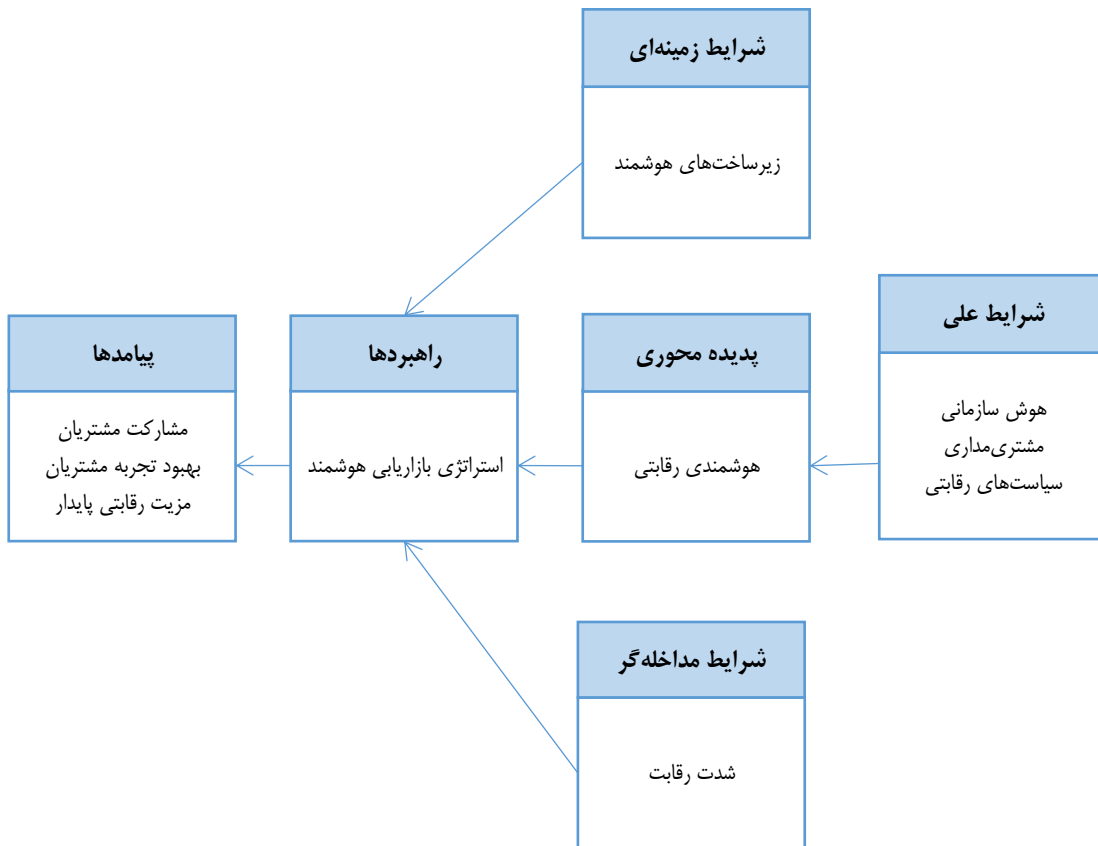 شرایط زمینه‌ای
زیرساخت‌های هوشمند
شرایط علی
هوش سازمانی
مشتری‌مداری
سیاست‌های رقابتی
پدیده محوری
هوشمندی رقابتی
راهبردها
استراتژی بازاریابی هوشمند
پیامدها
مشارکت مشتریان
بهبود تجربه مشتریان
مزیت رقابتی پایدار
شرایط مداخله‌گر
شدت رقابت